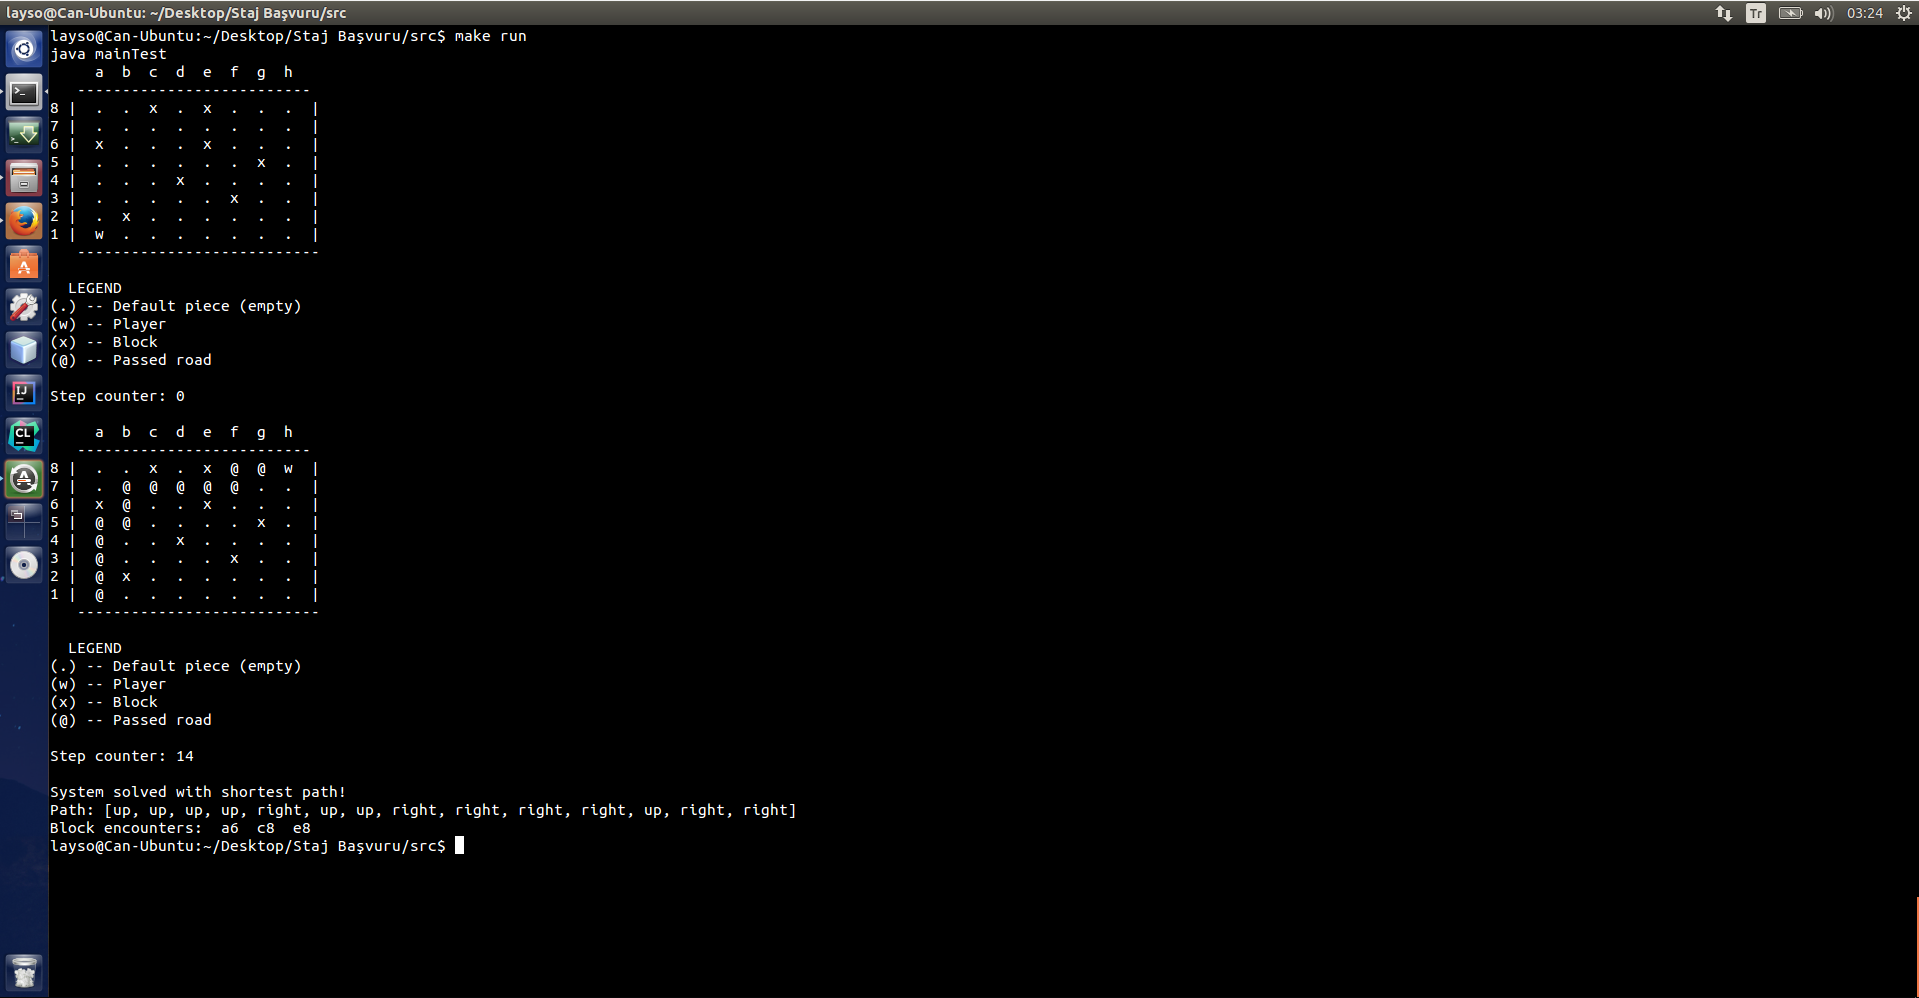 layso@Can-Ubuntu: ~/Desktop/Staj Başvuru/src
Tr
03:24
layso@Can-Ubuntu:~/Desktop/Staj Başvuru/src$ make run
java mainTest
a b c d e f g h
--------------------------
8 | . . x . x . . . |
7 | . . . . . . . . |
6 | x . . . x . . . |
5 | . . . . . . x . |
4 | . . . x . . . . |
3 | . . . . . x . . |
2 | . x . . . . . . |
1 | w . . . . . . . |
---------------------------
LEGEND
(.) -- Default piece (empty)
(w) -- Player
(x) -- Block
(@) -- Passed road
Step counter: 0
a b c d e f g h
--------------------------
8 | . . x . x @ @ w |
7 | . @ @ @ @ @ . . |
6 | x @ . . x . . . |
5 | @ @ . . . . x . |
4 | @ . . x . . . . |
3 | @ . . . . x . . |
2 | @ x . . . . . . |
1 | @ . . . . . . . |
---------------------------
LEGEND
(.) -- Default piece (empty)
(w) -- Player
(x) -- Block
(@) -- Passed road
Step counter: 14
System solved with shortest path!
Path: [up, up, up, up, right, up, up, right, right, right, right, up, right, right]
Block encounters:  a6  c8  e8
layso@Can-Ubuntu:~/Desktop/Staj Başvuru/src$
IJ
CL